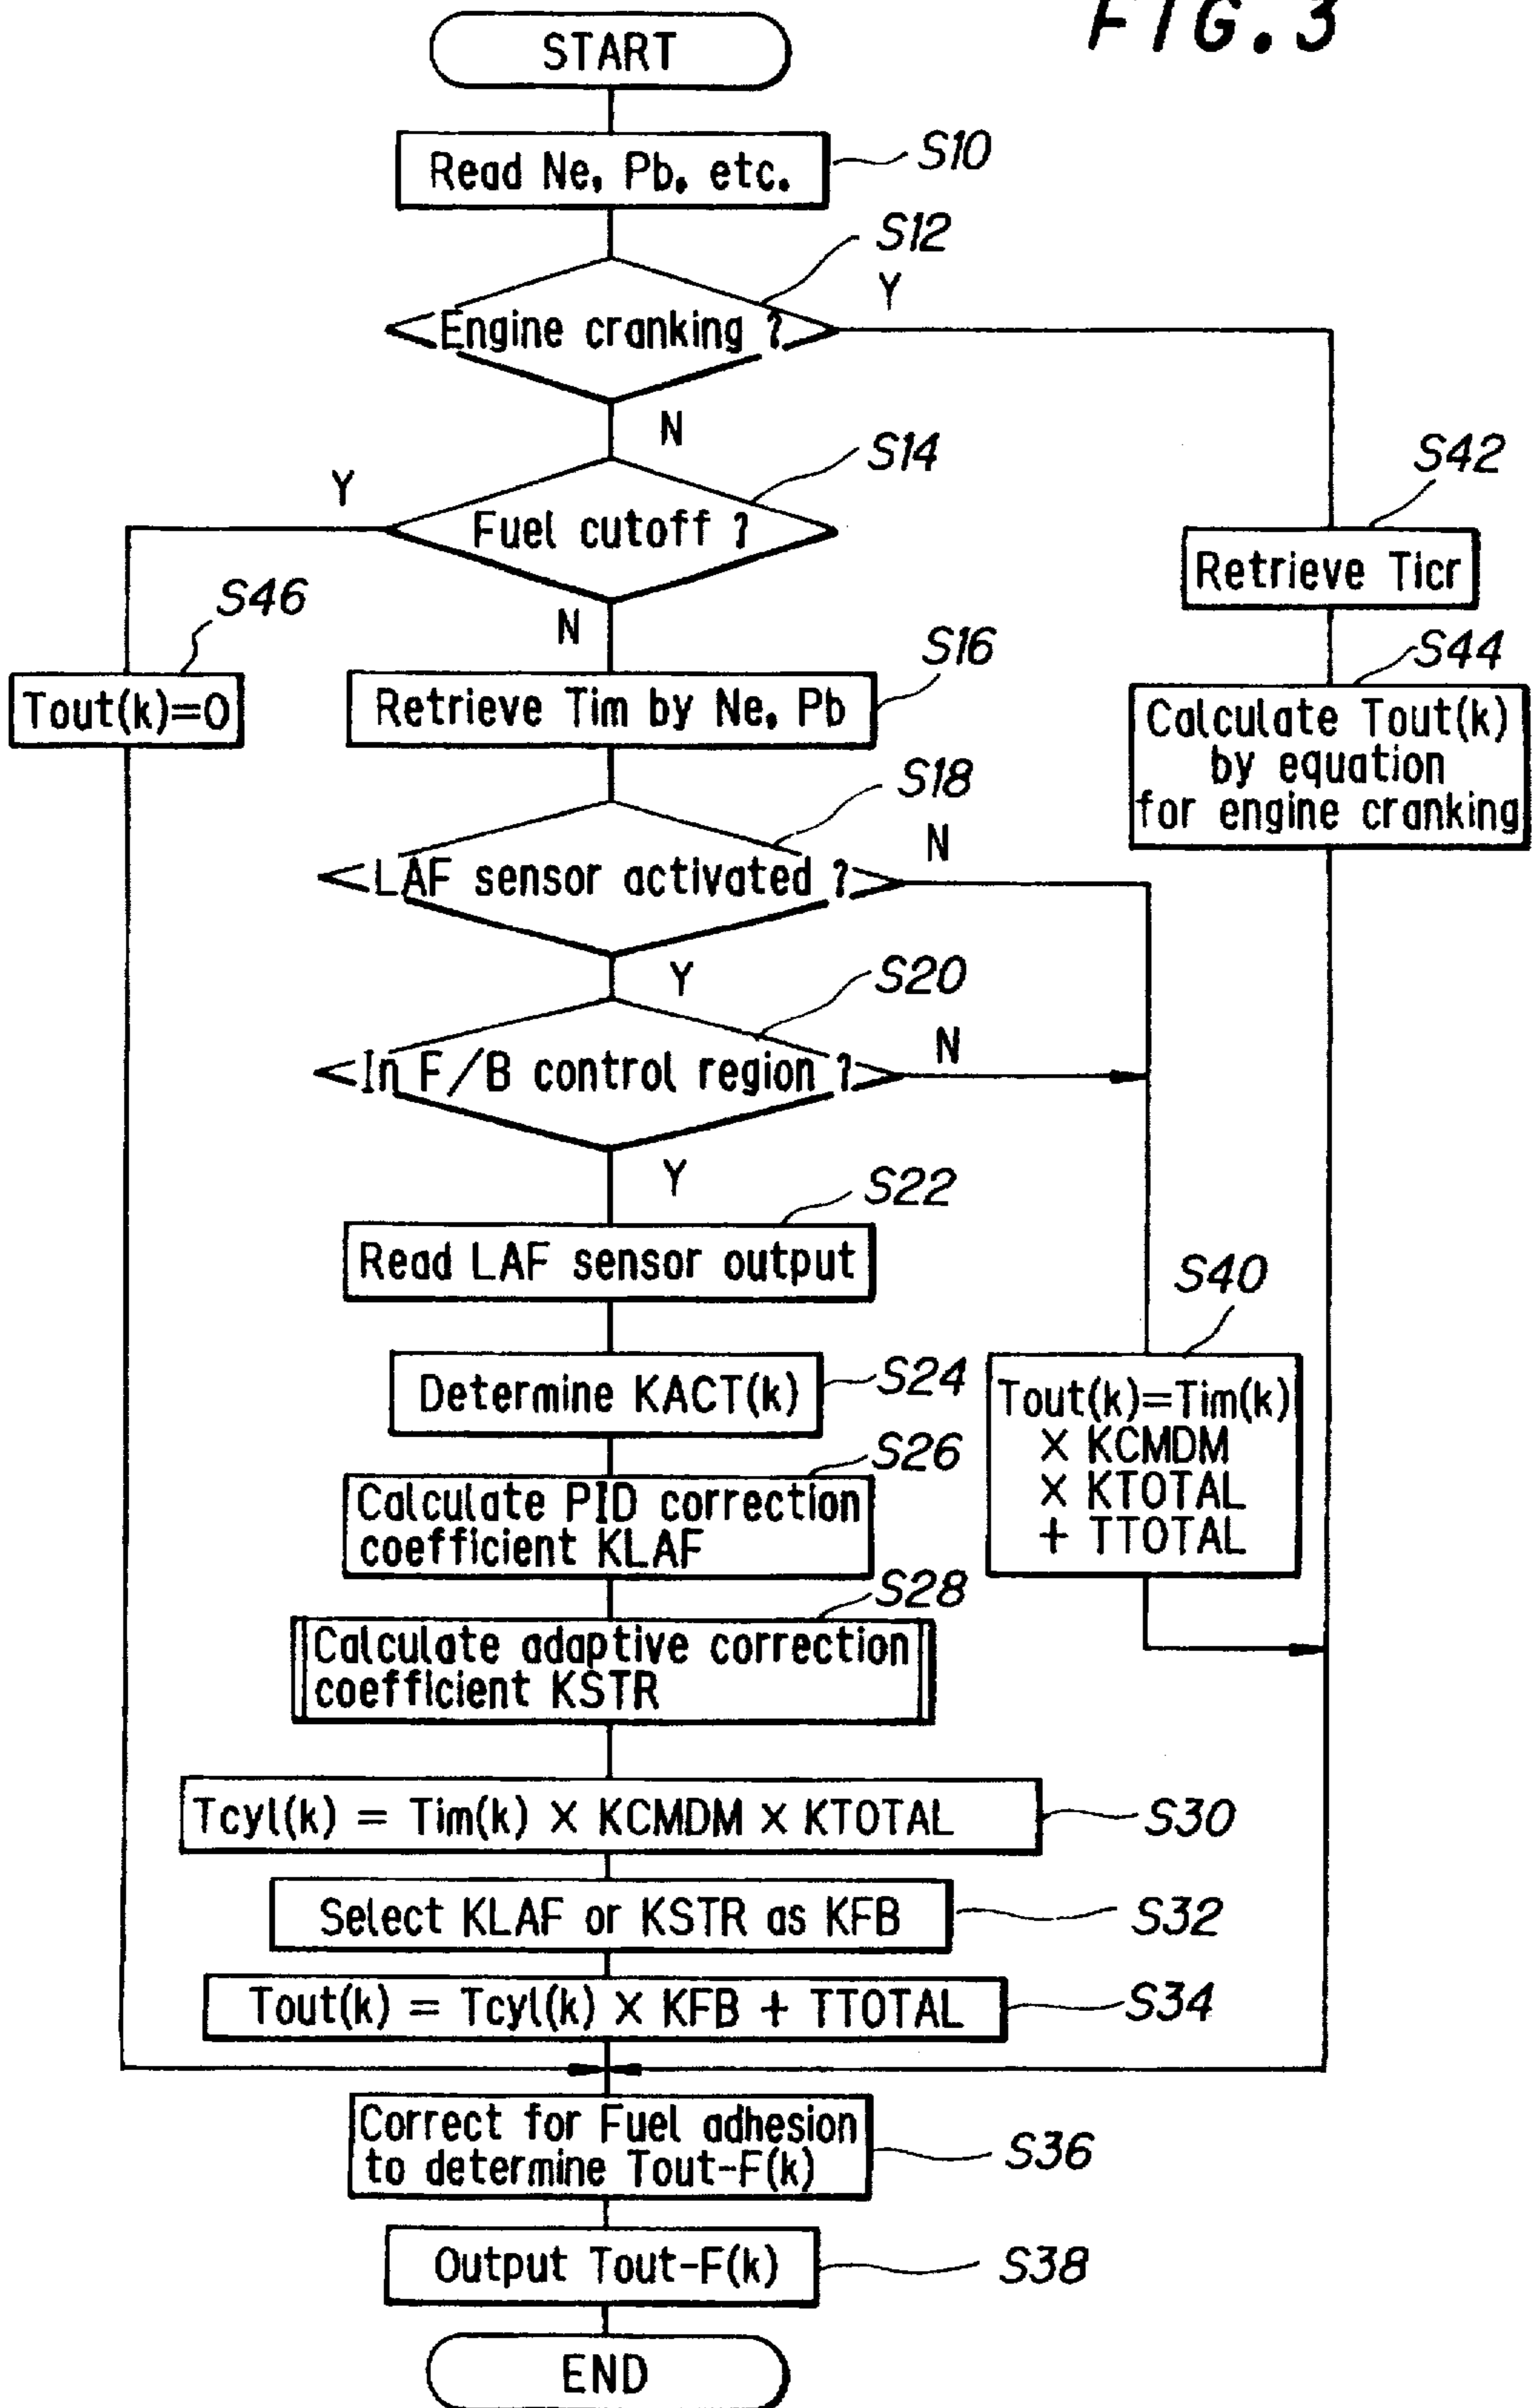 FIG. 3
START
Read Ne, Pb, etc.
S10
S12
Engine cranking ?
Y
N
S14
Fuel cutoff ?
Y
N
S42
Retrieve Ticr
S46
Tout(k)=0
S16
Retrieve Tim by Ne, Pb
S44
Calculate Tout(k)
by equation
for engine cranking
S18
LAF sensor activated ?
N
Y
S20
In F/B control region ?
N
Y
S22
Read LAF sensor output
S40
Tout(k)=Tim(k)
× KCMDM
× KTOTAL
+ TTOTAL
S24
Determine KACT(k)
S26
Calculate PID correction
coefficient KLAF
S28
Calculate adaptive correction
coefficient KSTR
Tcyl(k) = Tim(k) × KCMDM × KTOTAL
S30
Select KLAF or KSTR as KFB
S32
Tout(k) = Tcyl(k) × KFB + TTOTAL
S34
Correct for Fuel adhesion
to determine Tout-F(k)
S36
Output Tout-F(k)
S38
END